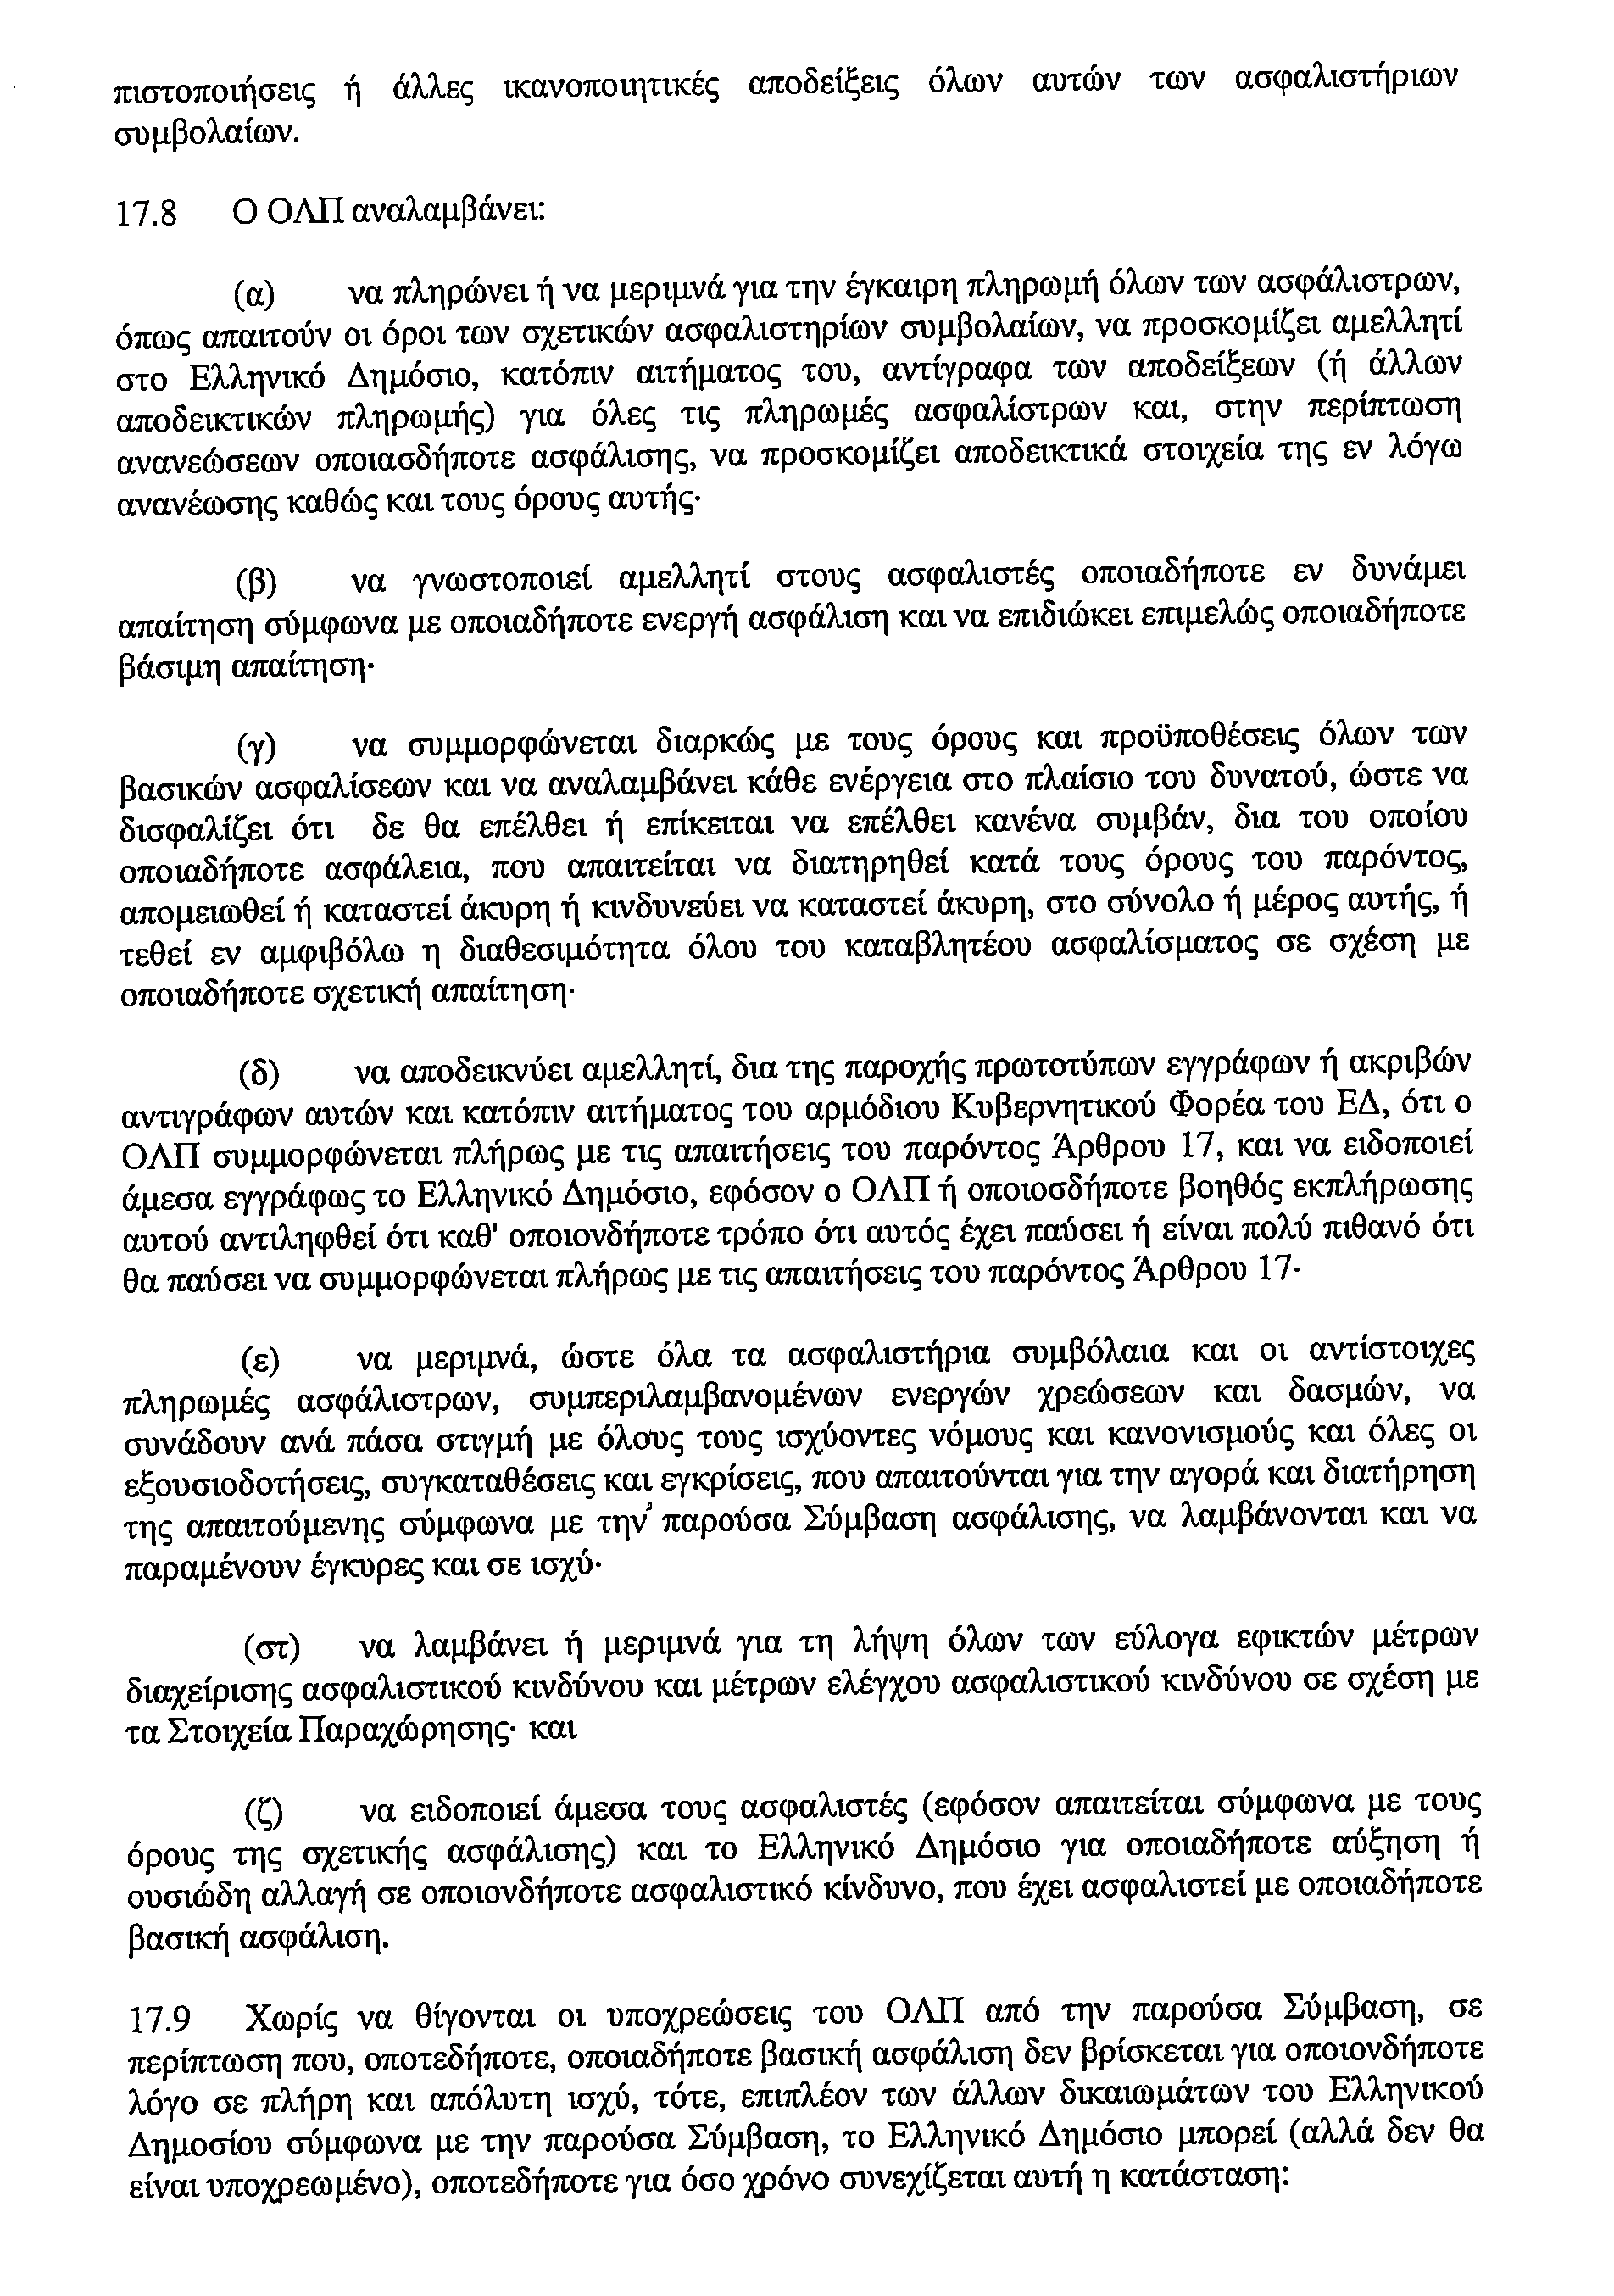 πιστοποιήσεις ή άλλες ικανοποιητικές αποδείξεις όλων αυτών των ασφαλιστήριων
συμβολαίων.
17.8 Ο ΟΛΠ αναλαμβάνει:
(α) να πληρώνει ή να μεριμνά για την έγκαιρη πληρωμή όλων των ασφάλιστρων,
όπως απαιτούν οι όροι των σχετικών ασφαλιστηρίων συμβολαίων, να προσκομίζει αμελλητί
στο Ελληνικό Δημόσιο, κατόπιν αιτήματος του, αντίγραφα των αποδείξεων (ή άλλων
αποδεικτικών πληρωμής) για όλες τις πληρωμές ασφαλίστρων και, στην περίπτωση
ανανεώσεων οποιασδήποτε ασφάλισης, να προσκομίζει αποδεικτικά στοιχεία της εν λόγω
ανανέωσης καθώς και τους όρους αυτής·
(β) να γνωστοποιεί αμελλητί στους ασφαλιστές οποιαδήποτε εν δυνάμει
απαίτηση σύμφωνα με οποιαδήποτε ενεργή ασφάλιση και να επιδιώκει επιμελώς οποιαδήποτε
βάσιμη απαίτηση·
(γ) να συμμορφώνεται διαρκώς με τους όρους και προϋποθέσεις όλων των
βασικών ασφαλίσεων και να αναλαμβάνει κάθε ενέργεια στο πλαίσιο του δυνατού, ώστε να
δισφαλίζει ότι δε θα επέλθει ή επίκειται να επέλθει κανένα συμβάν, δια του οποίου
οποιαδήποτε ασφάλεια, που απαιτείται να διατηρηθεί κατά τους όρους του παρόντος,
απομειωθεί ή καταστεί άκυρη ή κινδυνεύει να καταστεί άκυρη, στο σύνολο ή μέρος αυτής, ή
τεθεί εν αμφιβόλω η διαθεσιμότητα όλου του καταβλητέου ασφαλίσματος σε σχέση με
οποιαδήποτε σχετική απαίτηση·
(δ) να αποδεικνύει αμελλητί, δια της παροχής πρωτοτύπων εγγράφων ή ακριβών
αντιγράφων αυτών και κατόπιν αιτήματος του αρμόδιου Κυβερνητικού Φορέα του ΕΔ, ότι ο
ΟΛΠ συμμορφώνεται πλήρως με τις απαιτήσεις του παρόντος Άρθρου 17, και να ειδοποιεί
άμεσα εγγράφως το Ελληνικό Δημόσιο, εφόσον ο ΟΛΠ ή οποιοσδήποτε βοηθός εκπλήρωσης
αυτού αντιληφθεί ότι καθ' οποιονδήποτε τρόπο ότι αυτός έχει παύσει ή είναι πολύ πιθανό ότι
θα παύσει να συμμορφώνεται πλήρως με τις απαιτήσεις του παρόντος Άρθρου 17·
(ε) να μεριμνά, ώστε όλα τα ασφαλιστήρια συμβόλαια και οι αντίστοιχες
πληρωμές ασφάλιστρων, συμπεριλαμβανομένων ενεργών χρεώσεων και δασμών, να
συνάδουν ανά πάσα στιγμή με όλους τους ισχύοντες νόμους και κανονισμούς και όλες οι
εξουσιοδοτήσεις, συγκαταθέσεις και εγκρίσεις, που απαιτούνται για την αγορά και διατήρηση
της απαιτούμενης σύμφωνα με την παρούσα Σύμβαση ασφάλισης, να λαμβάνονται και να
παραμένουν έγκυρες και σε ισχύ·
(στ) να λαμβάνει ή μεριμνά για τη λήψη όλων των εύλογα εφικτών μέτρων
διαχείρισης ασφαλιστικού κινδύνου και μέτρων ελέγχου ασφαλιστικού κινδύνου σε σχέση με
τα Στοιχεία Παραχώρησης· και
(ζ) να ειδοποιεί άμεσα τους ασφαλιστές (εφόσον απαιτείται σύμφωνα με τους
όρους της σχετικής ασφάλισης) και το Ελληνικό Δημόσιο για οποιαδήποτε αύξηση ή
ουσιώδη αλλαγή σε οποιονδήποτε ασφαλιστικό κίνδυνο, που έχει ασφαλιστεί με οποιαδήποτε
βασική ασφάλιση.
17.9 Χωρίς να θίγονται οι υποχρεώσεις του ΟΛΠ από την παρούσα Σύμβαση, σε
περίπτωση που, οποτεδήποτε, οποιαδήποτε βασική ασφάλιση δεν βρίσκεται για οποιονδήποτε
λόγο σε πλήρη και απόλυτη ισχύ, τότε, επιπλέον των άλλων δικαιωμάτων του Ελληνικού
Δημοσίου σύμφωνα με την παρούσα Σύμβαση, το Ελληνικό Δημόσιο μπορεί (αλλά δεν θα
είναι υποχρεωμένο), οποτεδήποτε για όσο χρόνο συνεχίζεται αυτή η κατάσταση: